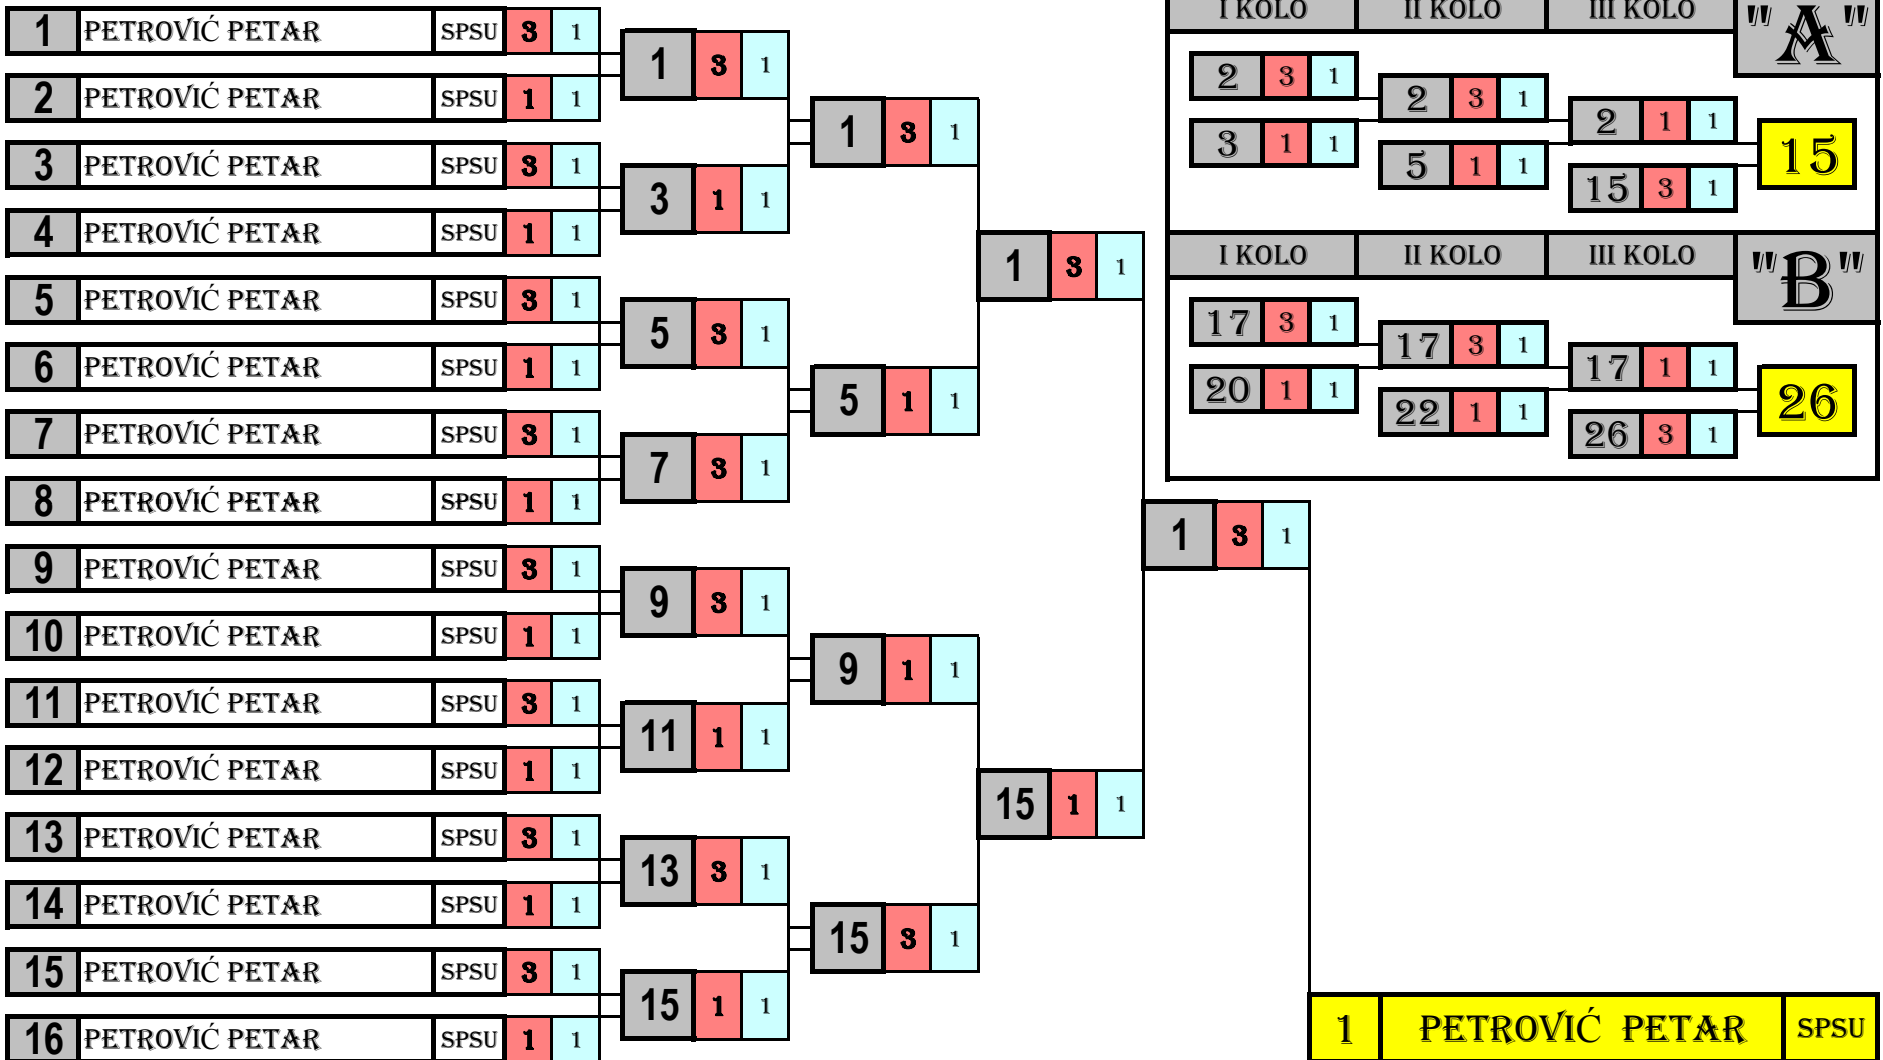 1 PETROVIĆ PETAR SPSU 3 1
2 PETROVIĆ PETAR SPSU 1 1
3 PETROVIĆ PETAR SPSU 3 1
4 PETROVIĆ PETAR SPSU 1 1
5 PETROVIĆ PETAR SPSU 3 1
6 PETROVIĆ PETAR SPSU 1 1
7 PETROVIĆ PETAR SPSU 3 1
8 PETROVIĆ PETAR SPSU 1 1
9 PETROVIĆ PETAR SPSU 3 1
10 PETROVIĆ PETAR SPSU 1 1
11 PETROVIĆ PETAR SPSU 3 1
12 PETROVIĆ PETAR SPSU 1 1
13 PETROVIĆ PETAR SPSU 3 1
14 PETROVIĆ PETAR SPSU 1 1
15 PETROVIĆ PETAR SPSU 3 1
16 PETROVIĆ PETAR SPSU 1 1
1 3 1
3 1 1
5 3 1
7 3 1
9 3 1
11 1 1
13 3 1
15 1 1
1 3 1
5 1 1
9 1 1
15 3 1
1 3 1
15 1 1
1 3 1
I KOLO II KOLO III KOLO "A"
2 3 1
3 1 1
2 3 1
5 1 1
2 1 1
15 3 1
15
I KOLO II KOLO III KOLO "B"
17 3 1
20 1 1
17 3 1
22 1 1
17 1 1
26 3 1
26
1 PETROVIĆ PETAR SPSU